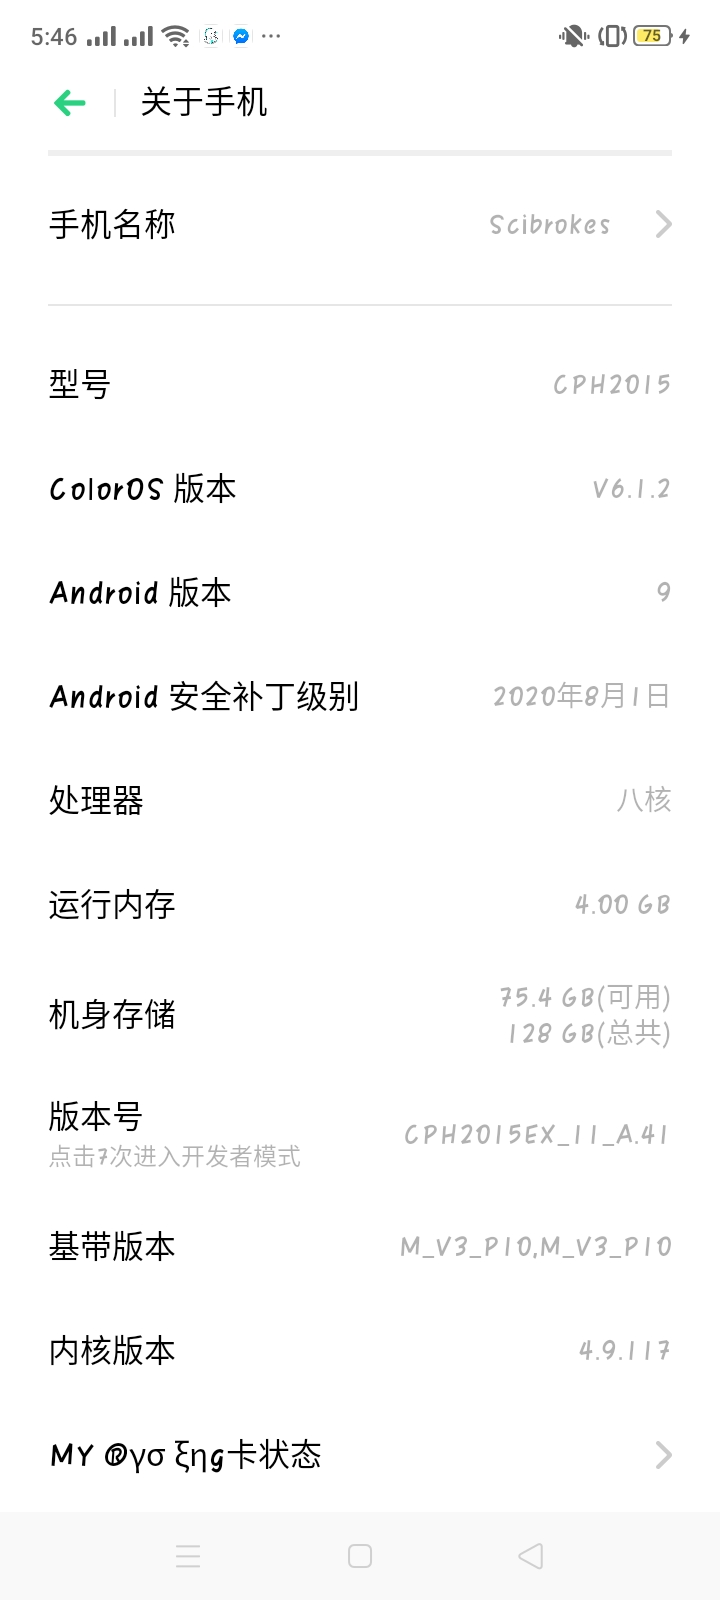 5:46
75
关于手机
手机名称
Scibrokes
型号
CPH2015
ColorOS 版本
V6.1.2
Android 版本
9
Android 安全补丁级别
2020年8月1日
处理器
八核
运行内存
4.00 GB
机身存储
75.4 GB(可用)
128 GB(总共)
版本号
点击7次进入开发者模式
CPH2015EX_11_A.41
基带版本
M_V3_P10,M_V3_P10
内核版本
4.9.117
MY ®γσ ξηg卡状态